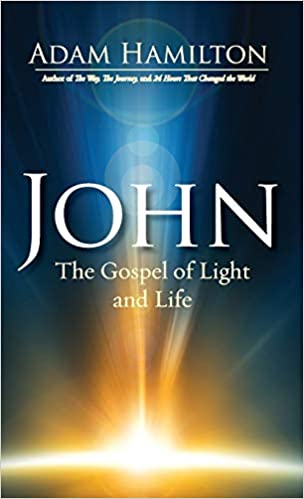 ADAM HAMILTON
Author of The Way, The Journey, and 24 Hours That Changed the World
JOHN
The Gospel of Light
and Life